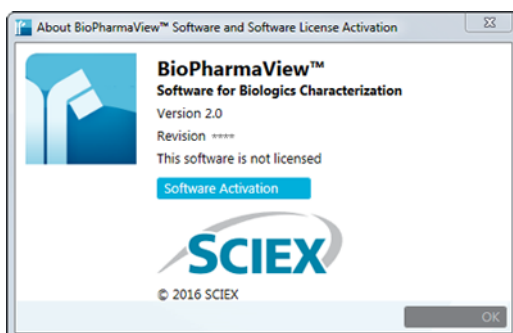 About BioPharmaView™ Software and Software License Activation
BioPharmaView™
Software for Biologics Characterization
Version 2.0
Revision ****
This software is not licensed
Software Activation
SCIEX
© 2016 SCIEX
OK